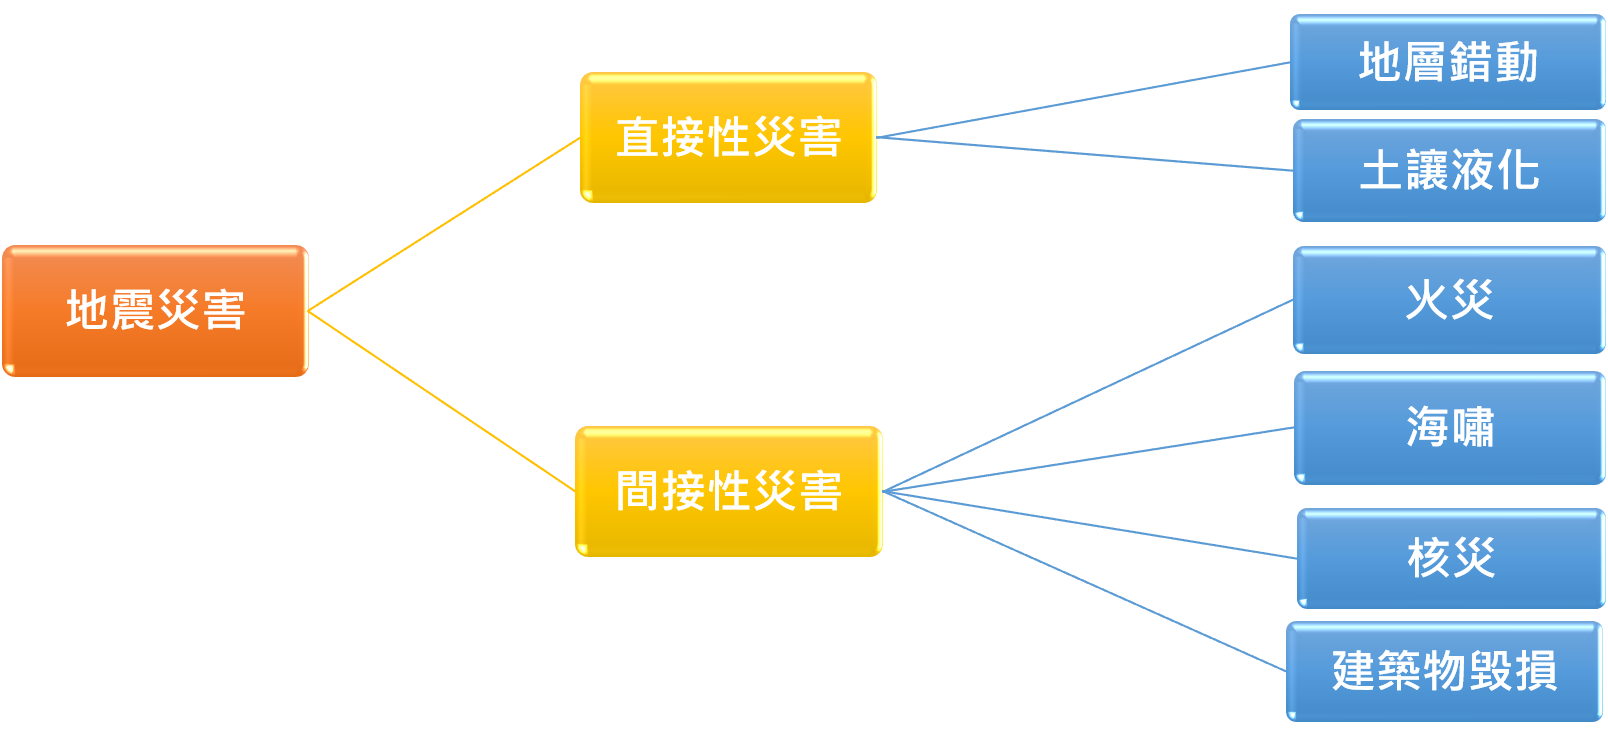 地震災害
直接性災害
地層錯動
土讓液化
間接性災害
火災
海嘯
核災
建築物毀損